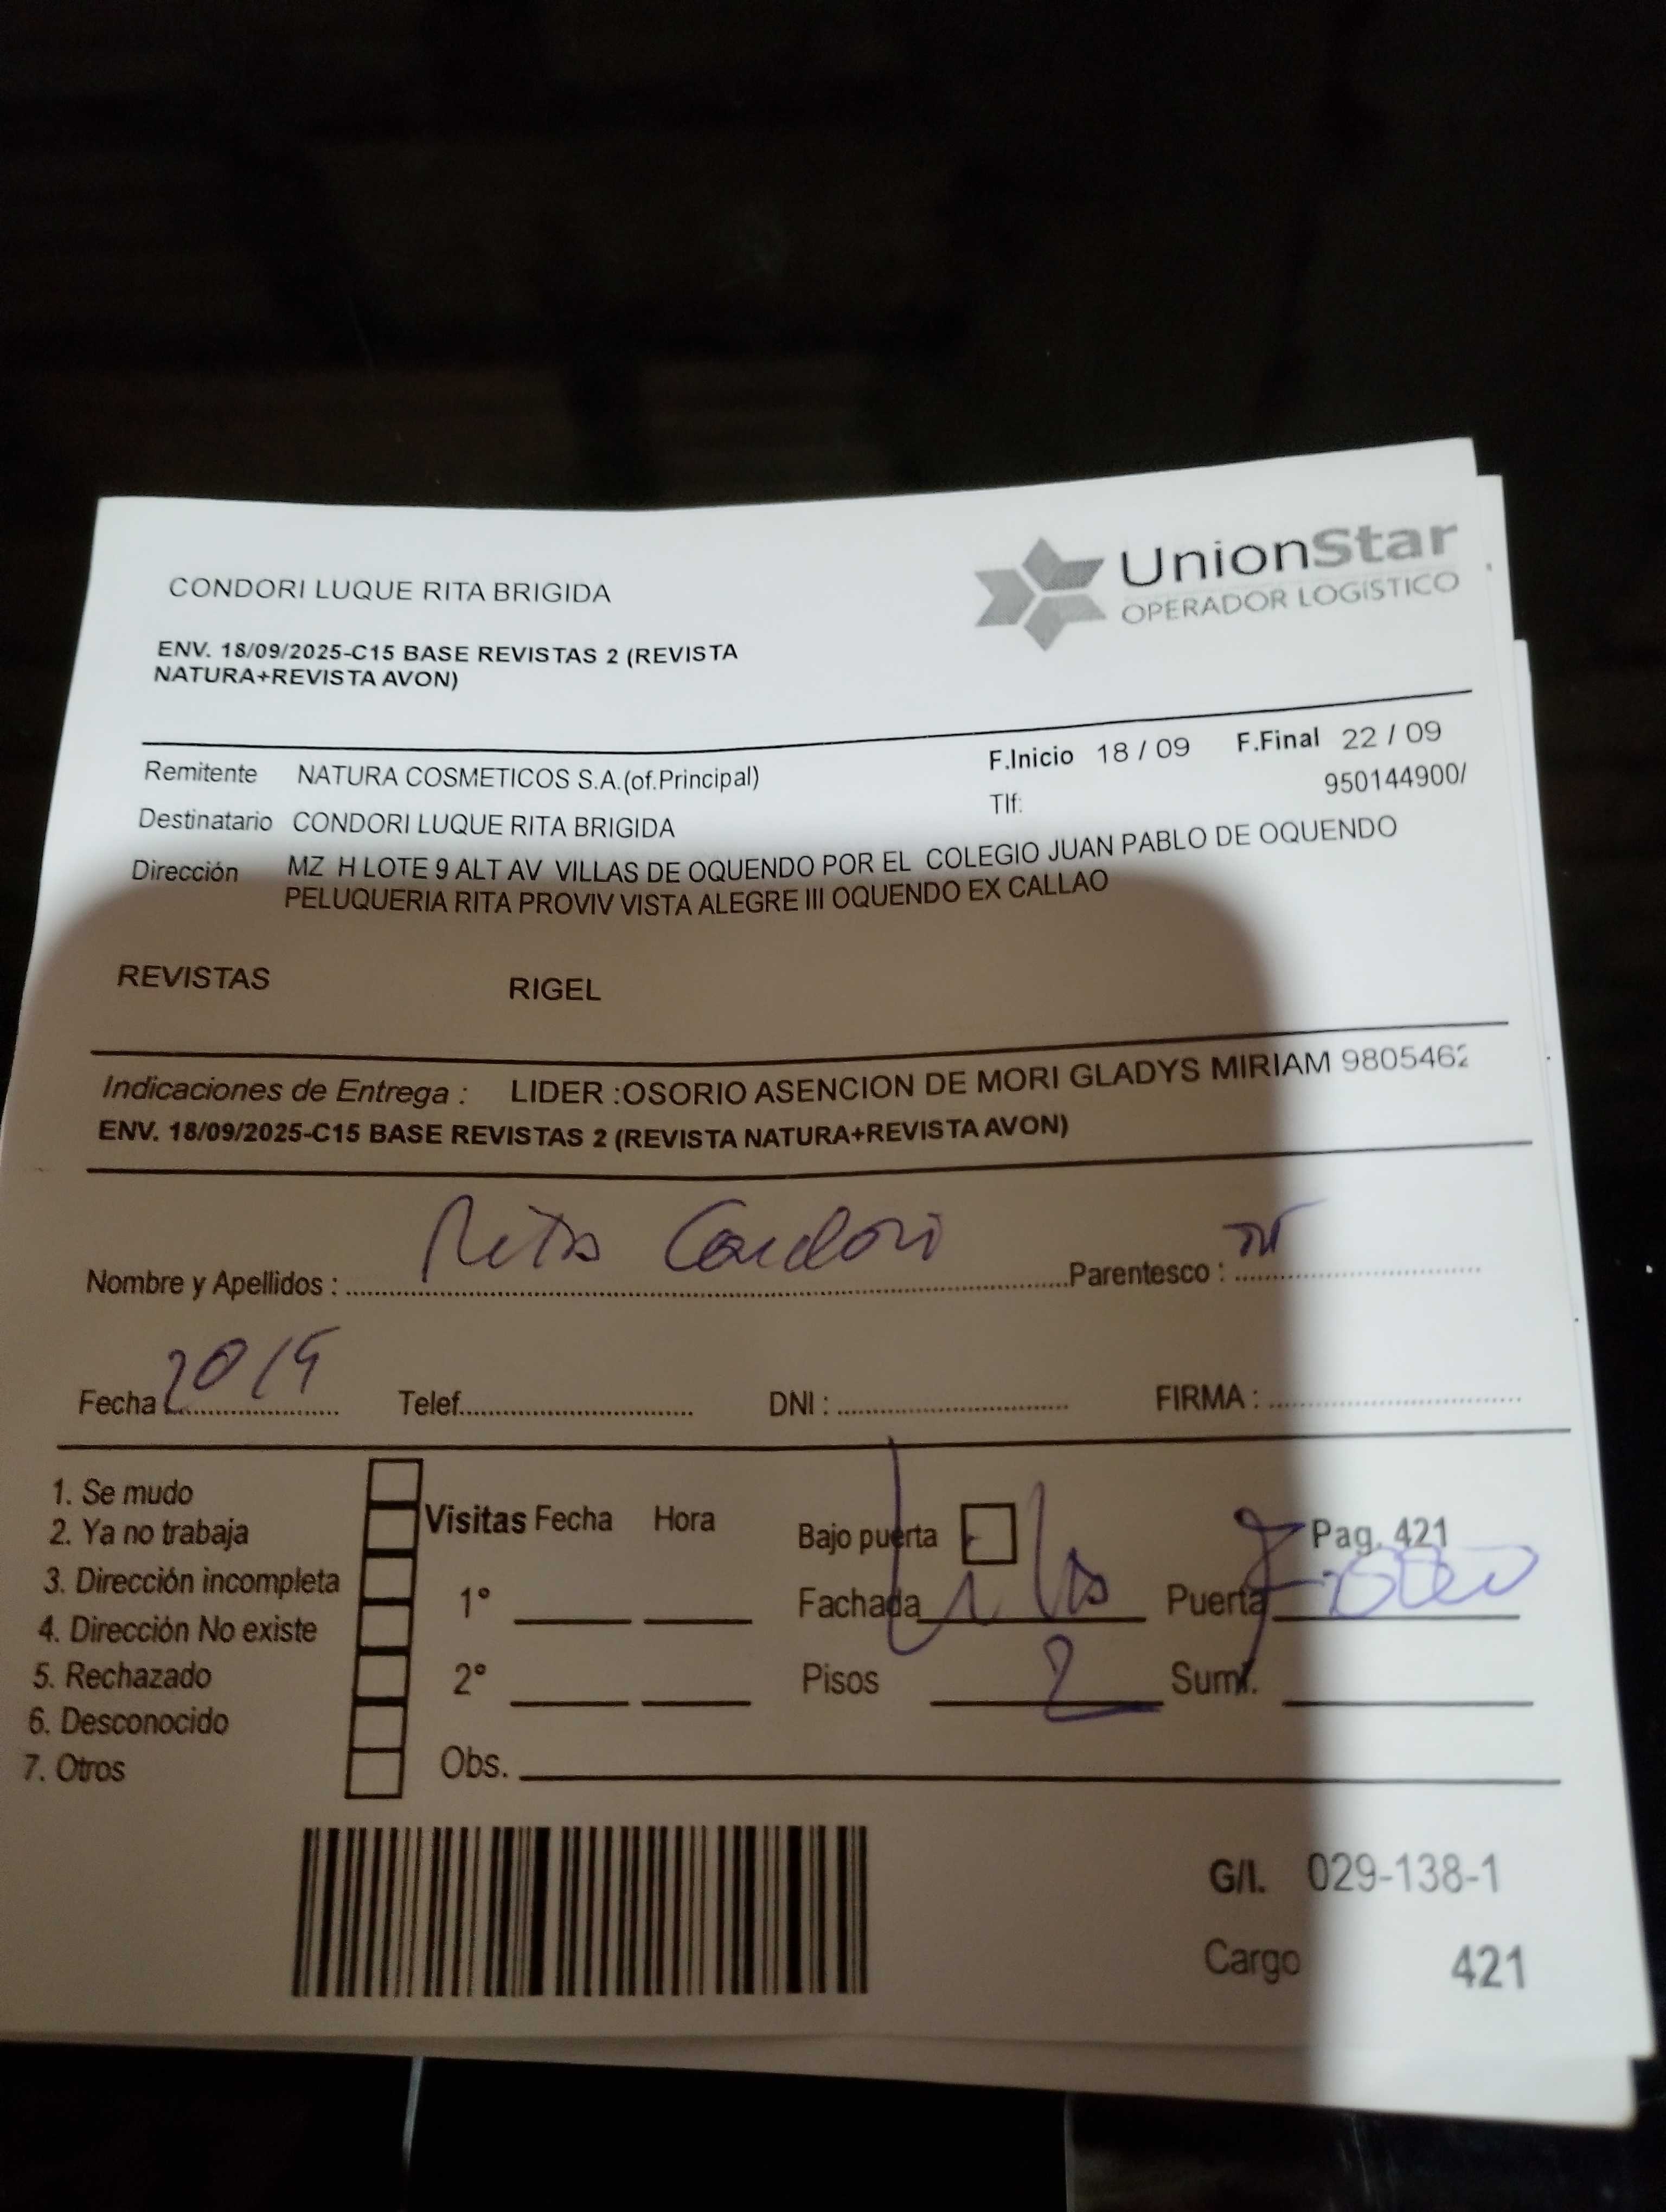 CONDORI LUQUE RITA BRIGIDA
UnionStar
OPERADOR LOGÍSTICO
ENV. 18/09/2025-C15 BASE REVISTAS 2 (REVISTA
NATURA+REVISTA AVON)
F.Inicio 18 / 09 F.Final 22 / 09
Remitente NATURA COSMETICOS S.A.(of.Principal)
Tlf: 950144900/
Destinatario CONDORI LUQUE RITA BRIGIDA
Dirección MZ H LOTE 9 ALT AV VILLAS DE OQUENDO POR EL COLEGIO JUAN PABLO DE OQUENDO
PELUQUERIA RITA PROVIV VISTA ALEGRE III OQUENDO EX CALLAO
REVISTAS RIGEL
Indicaciones de Entrega : LIDER :OSORIO ASENCION DE MORI GLADYS MIRIAM 9805462
ENV. 18/09/2025-C15 BASE REVISTAS 2 (REVISTA NATURA+REVISTA AVON)
Nombre y Apellidos : Rita Condori Parentesco :
Fecha 20/9 Telef. DNI : FIRMA :
1. Se mudo
2. Ya no trabaja
3. Dirección incompleta
4. Dirección No existe
5. Rechazado
6. Desconocido
7. Otros
Visitas Fecha Hora
1°
2°
Obs.
Bajo puerta Pag. 421
Fachada Puerta
Pisos 2 Sumi.
G/I. 029-138-1
Cargo 421